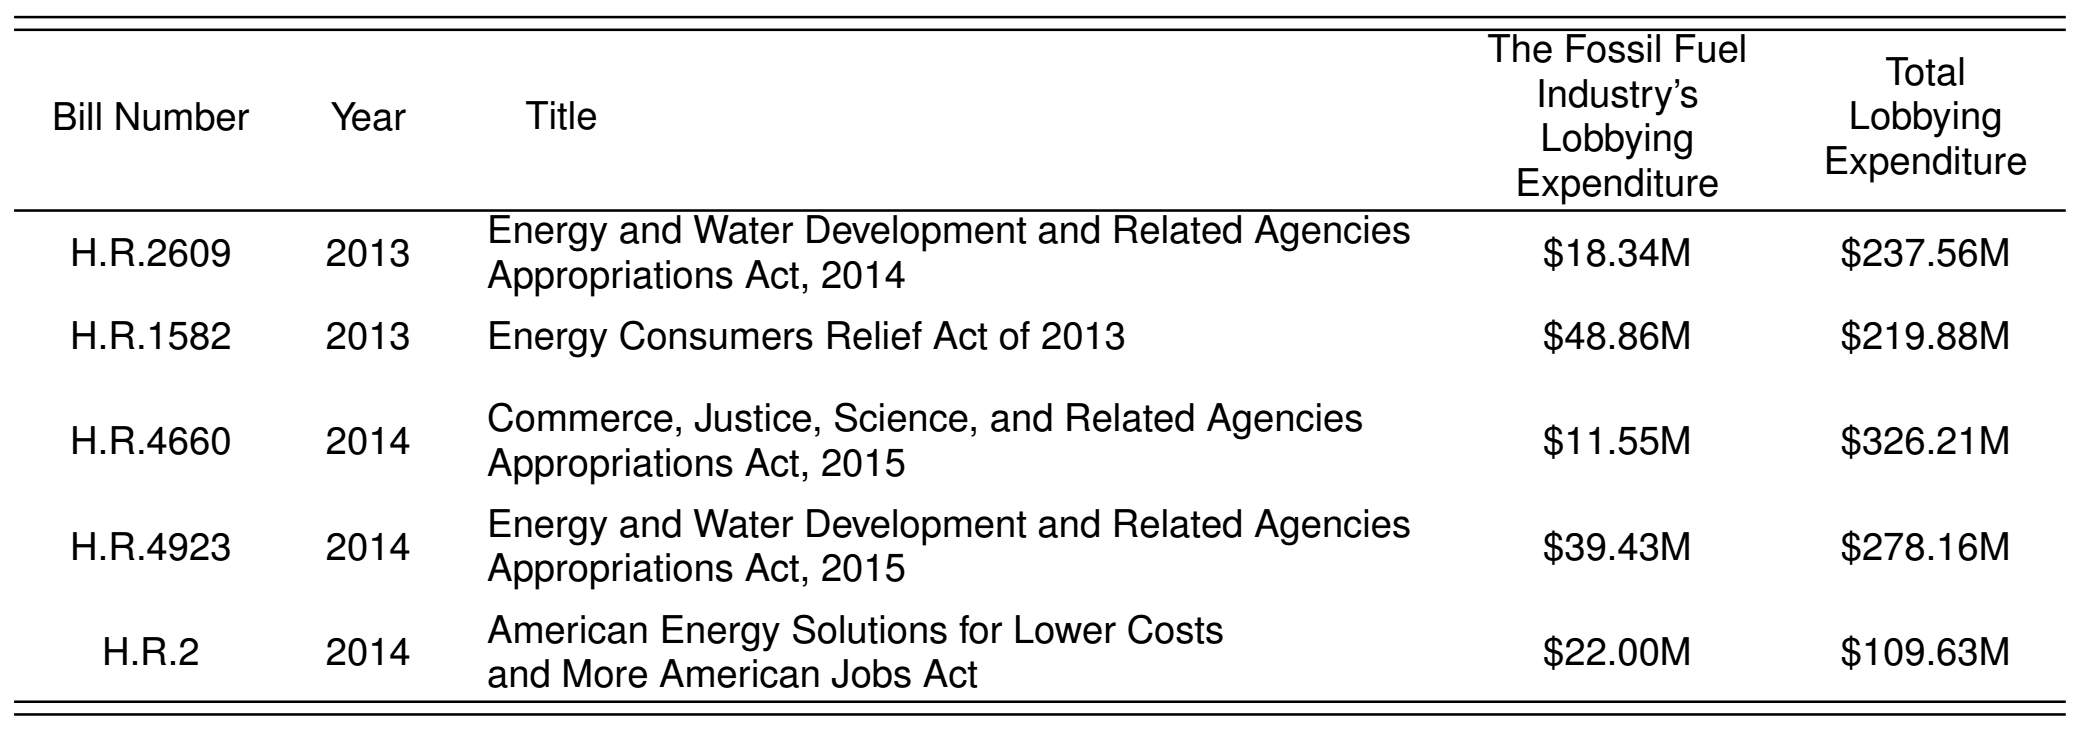 Bill Number Year Title The Fossil Fuel Industry's Lobbying Expenditure Total Lobbying Expenditure
H.R.2609 2013 Energy and Water Development and Related Agencies Appropriations Act, 2014 $18.34M $237.56M
H.R.1582 2013 Energy Consumers Relief Act of 2013 $48.86M $219.88M
H.R.4660 2014 Commerce, Justice, Science, and Related Agencies Appropriations Act, 2015 $11.55M $326.21M
H.R.4923 2014 Energy and Water Development and Related Agencies Appropriations Act, 2015 $39.43M $278.16M
H.R.2 2014 American Energy Solutions for Lower Costs and More American Jobs Act $22.00M $109.63M